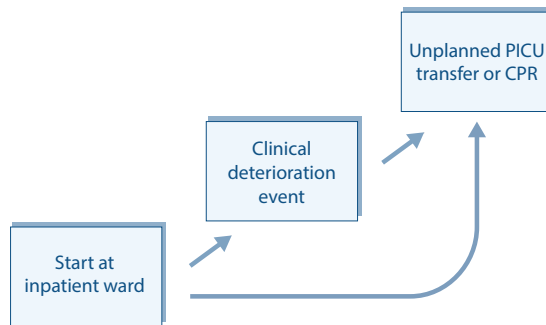 Unplanned PICU
transfer or CPR
Clinical
deterioration
event
Start at
inpatient ward